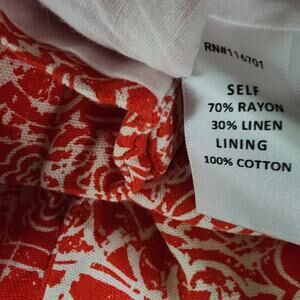 RN#116701
SELF
70% RAYON
30% LINEN
LINING
100% COTTON